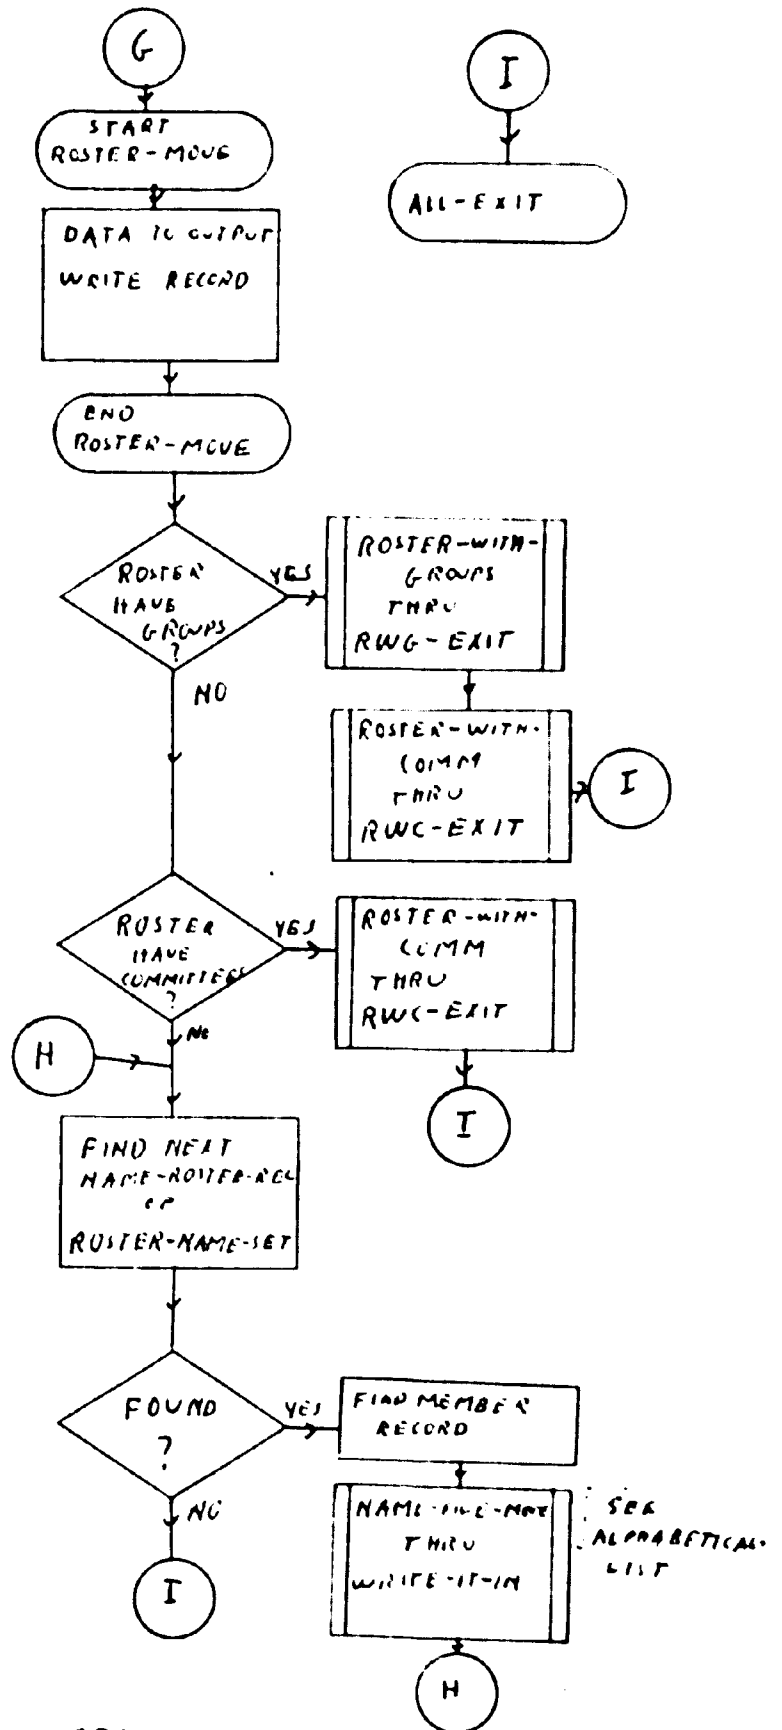 G
START
ROSTER-MOVE
DATA TO OUTPUT
WRITE RECORD
END
ROSTER-MOVE
ROSTER
HAVE
GROUPS
?
YES
NO
ROSTER-WITH-
GROUPS
THRU
RWG-EXIT
ROSTER-WITH-
COMM
THRU
RWC-EXIT
I
ROSTER
HAVE
COMMITTEES
?
YES
NO
ROSTER-WITH-
COMM
THRU
RWC-EXIT
I
H
FIND NEXT
NAME-ROSTER-REL
OF
ROSTER-NAME-SET
FOUND
?
YES
NO
I
FIND MEMBER
RECORD
THRU
WRITE-IT-IN
SEE
ALPHABETICAL-
LIST
H
I
ALL-EXIT